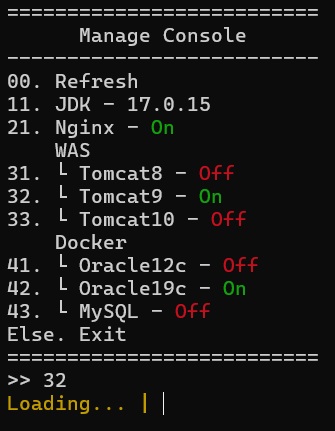 ==========================
Manage Console
--------------------------
00. Refresh
11. JDK - 17.0.15
21. Nginx - On
WAS
31. └ Tomcat8 - Off
32. └ Tomcat9 - On
33. └ Tomcat10 - Off
Docker
41. └ Oracle12c - Off
42. └ Oracle19c - On
43. └ MySQL - Off
Else. Exit
==========================
>> 32
Loading... |